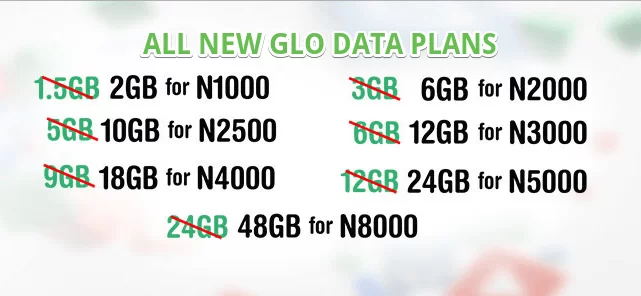 ALL NEW GLO DATA PLANS
1.5GB 2GB for N1000 3GB 6GB for N2000
5GB 10GB for N2500 6GB 12GB for N3000
9GB 18GB for N4000 12GB 24GB for N5000
24GB 48GB for N8000